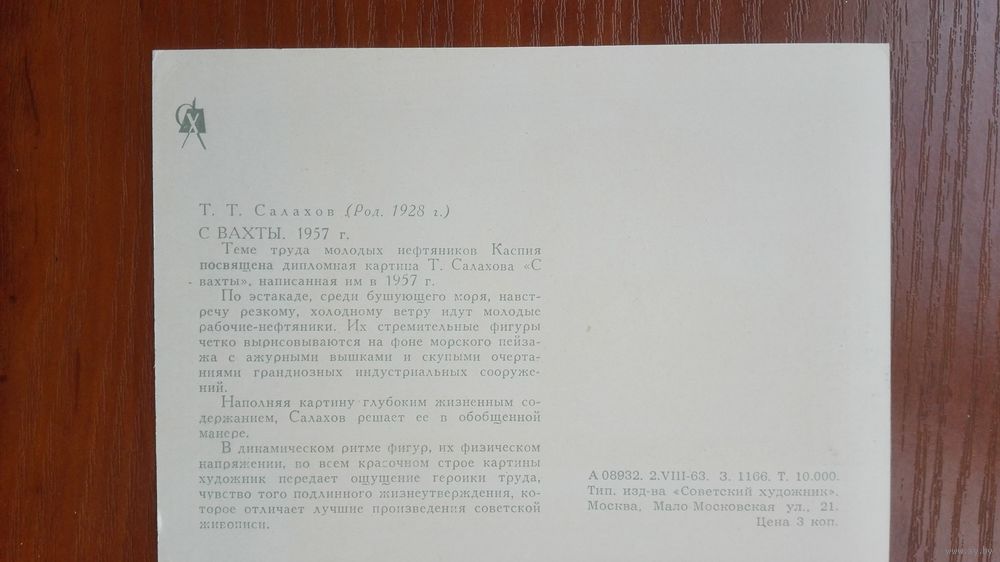 СХ
Т. Т. Салахов (Род. 1928 г.)
С ВАХТЫ. 1957 г.
Теме труда молодых нефтяников Каспия
посвящена дипломная картина Т. Салахова «С
вахты», написанная им в 1957 г.
По эстакаде, среди бушующего моря, навст-
речу резкому, холодному ветру идут молодые
рабочие-нефтяники. Их стремительные фигуры
четко вырисовываются на фоне морского пейза-
жа с ажурными вышками и скупыми очерта-
ниями грандиозных индустриальных сооруже-
ний.
Наполняя картину глубоким жизненным со-
держанием, Салахов решает ее в обобщенной
манере.
В динамическом ритме фигур, их физическом
напряжении, во всем красочном строе картины
художник передает ощущение героики труда,
чувство того подлинного жизнеутверждения, ко-
торое отличает лучшие произведения советской
живописи.
А 08932. 2.VIII-63. З. 1166. Т. 10.000.
Тип. изд-ва «Советский художник».
Москва, Мало Московская ул., 21.
Цена 3 коп.
www.ay.by